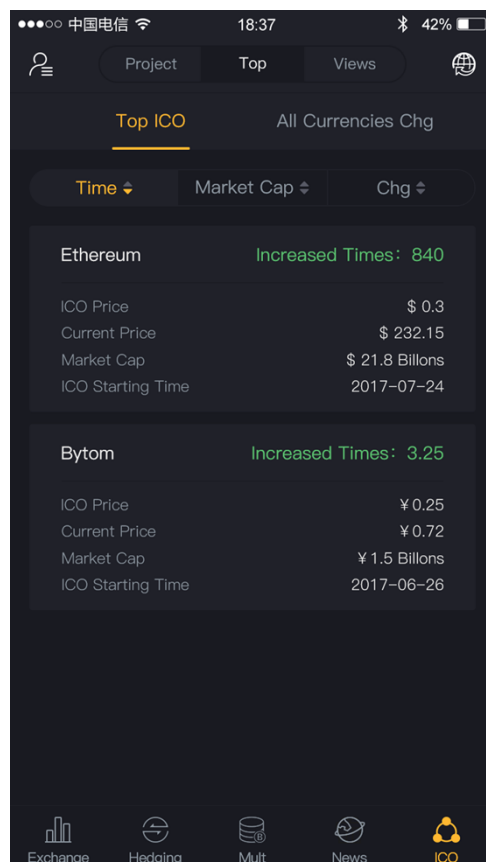 中国电信 18:37 42%
Project Top Views
Top ICO All Currencies Chg
Time Market Cap Chg
Ethereum Increased Times: 840
ICO Price $ 0.3
Current Price $ 232.15
Market Cap $ 21.8 Billons
ICO Starting Time 2017-07-24
Bytom Increased Times: 3.25
ICO Price ¥ 0.25
Current Price ¥ 0.72
Market Cap ¥ 1.5 Billons
ICO Starting Time 2017-06-26
Exchange Hedging Mult News ICO